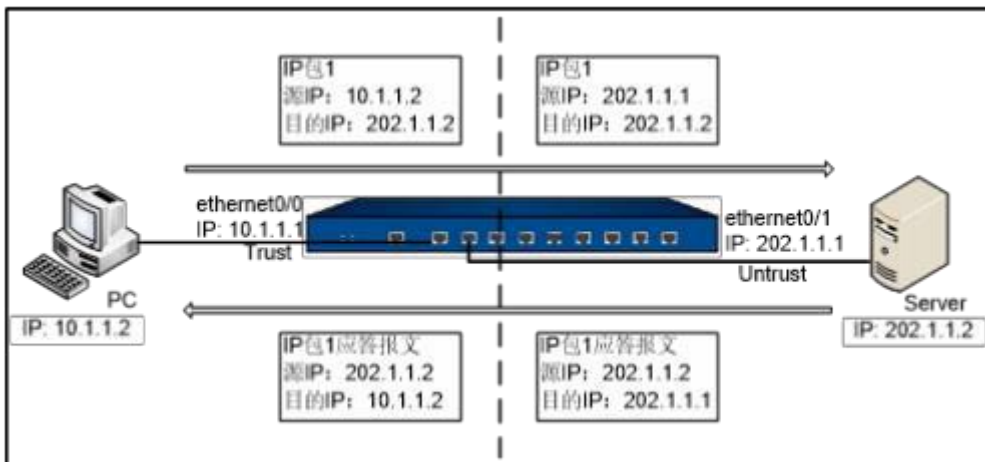 IP包1
源IP：10.1.1.2
目的IP：202.1.1.2
IP包1
源IP：202.1.1.1
目的IP：202.1.1.2
ethernet0/0
IP: 10.1.1.1
Trust
ethernet0/1
IP: 202.1.1.1
Untrust
PC
IP: 10.1.1.2
Server
IP: 202.1.1.2
IP包1应答报文
源IP：202.1.1.2
目的IP：10.1.1.2
IP包1应答报文
源IP：202.1.1.2
目的IP：202.1.1.1